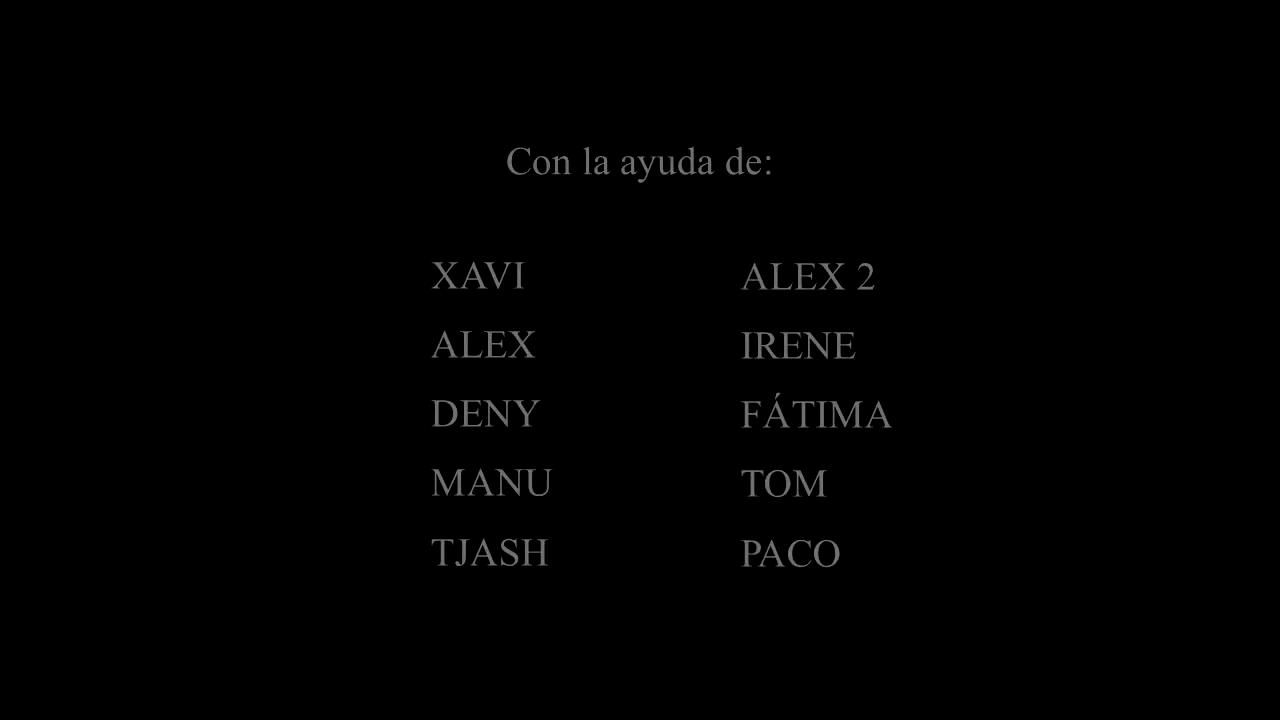 Con la ayuda de:
XAVI
ALEX
DENY
MANU
TJASH
ALEX 2
IRENE
FÁTIMA
TOM
PACO